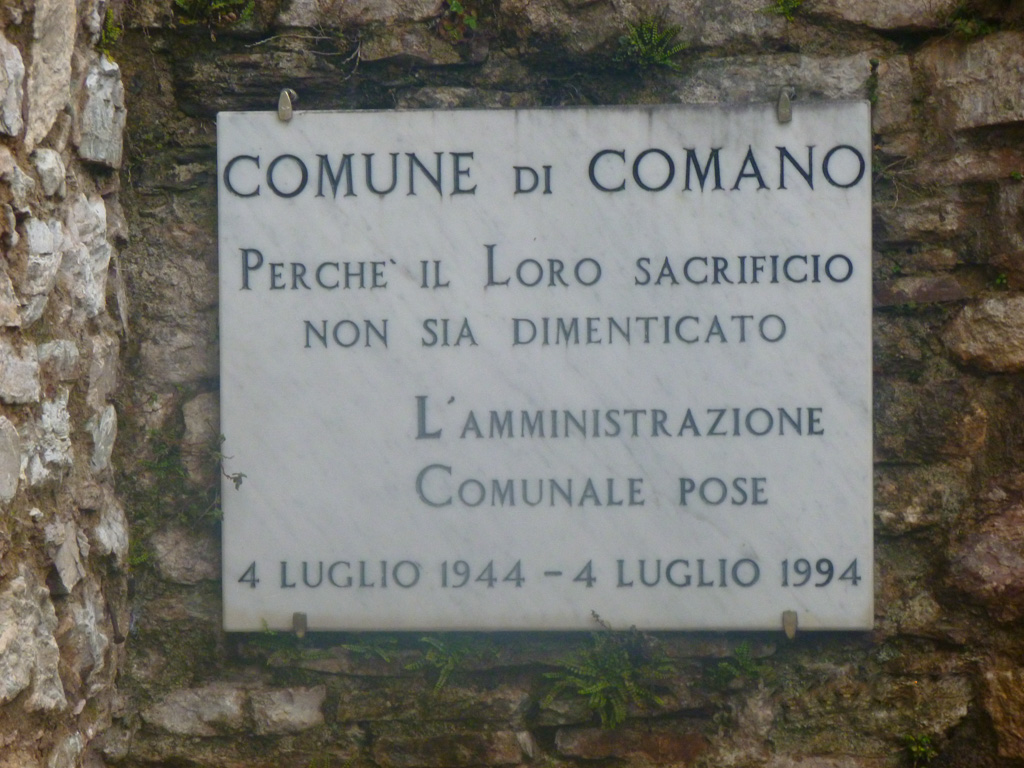 COMUNE DI COMANO
PERCHE` IL LORO SACRIFICIO
NON SIA DIMENTICATO
L'AMMINISTRAZIONE
COMUNALE POSE
4 LUGLIO 1944 - 4 LUGLIO 1994